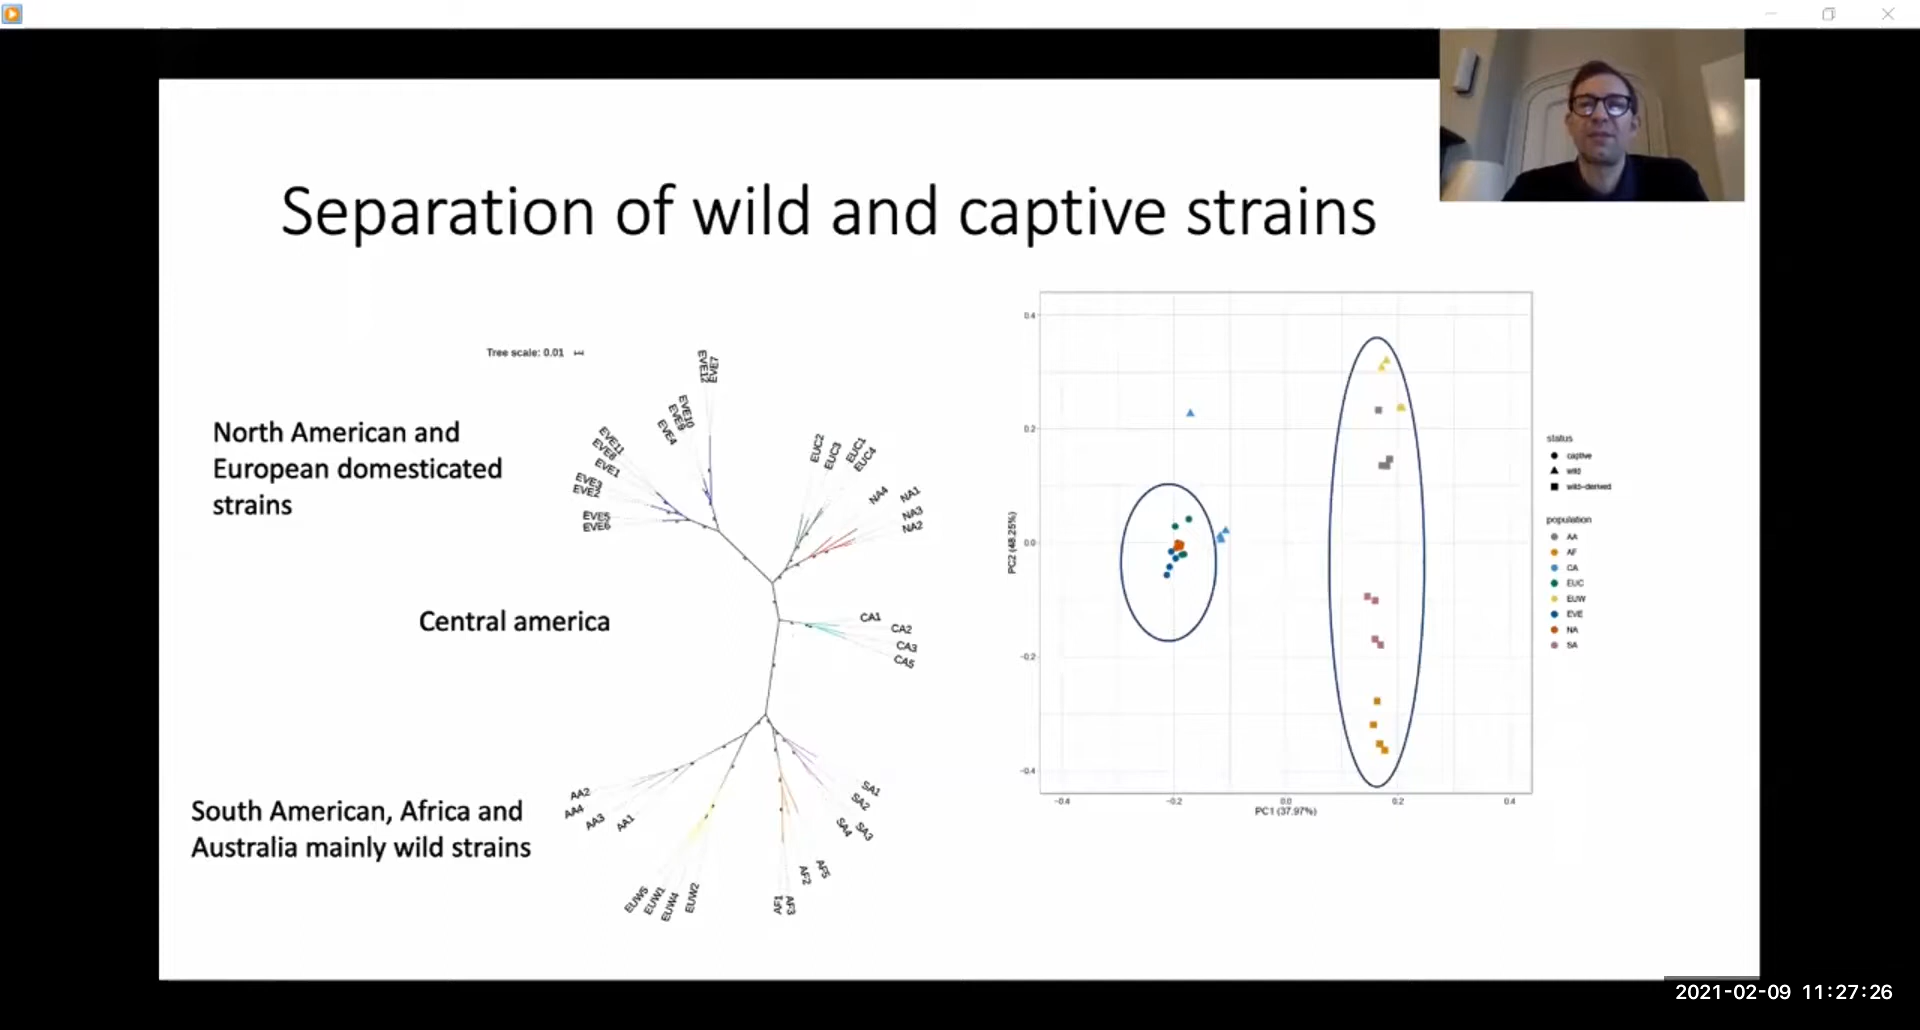 Separation of wild and captive strains
Tree scale: 0.01
North American and
European domesticated
strains
Central america
South American, Africa and
Australia mainly wild strains
EVE12
EVE7
EVE10
EVE9
EVE4
EVE11
EVE8
EVE1
EVE3
EVE2
EVE5
EVE6
EUC2
EUC3
EUC1
EUC4
NA4
NA1
NA3
NA2
CA1
CA2
CA3
CA5
SA1
SA2
SA3
SA4
AF5
AF2
AF3
AF1
EUW2
EUW4
EUW1
EUW5
AA1
AA3
AA4
AA2
0.4
0.2
0.0
-0.2
-0.4
PC2 (48.25%)
-0.4
-0.2
0.0
0.2
0.4
PC1 (37.97%)
status
captive
wild
wild-derived
population
AA
AF
CA
EUC
EUW
EVE
NA
SA
2021-02-09 11:27:26